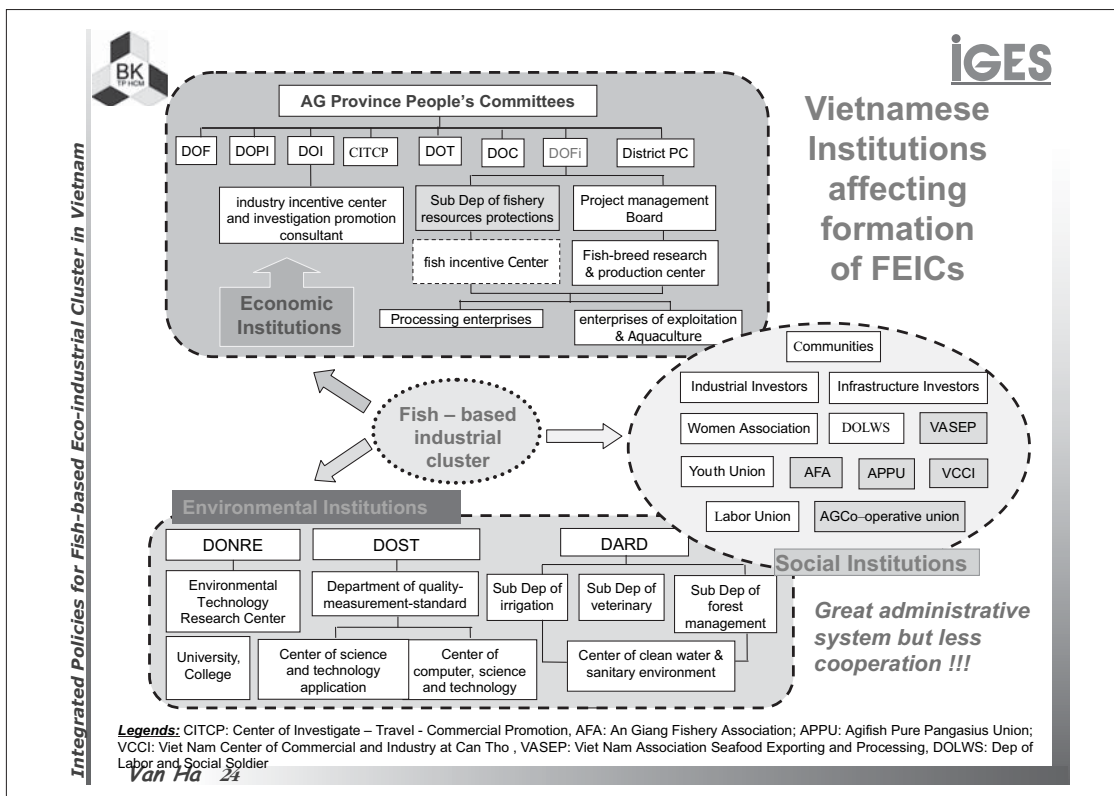 Integrated Policies for Fish-based Eco-industrial Cluster in Vietnam
BK
TP HCM
iGES
Vietnamese
Institutions
affecting
formation
of FEICs
AG Province People's Committees
DOF
DOPI
DOI
CITCP
DOT
DOC
DOFi
District PC
industry incentive center
and investigation promotion
consultant
Sub Dep of fishery
resources protections
Project management
Board
fish incentive Center
Fish-breed research
& production center
Processing enterprises
enterprises of exploitation
& Aquaculture
Economic
Institutions
Fish – based
industrial
cluster
Communities
Industrial Investors
Infrastructure Investors
Women Association
DOLWS
VASEP
Youth Union
AFA
APPU
VCCI
Labor Union
AGCo-operative union
Social Institutions
Environmental Institutions
DONRE
DOST
DARD
Environmental
Technology
Research Center
Department of quality-
measurement-standard
Sub Dep of
irrigation
Sub Dep of
veterinary
Sub Dep of
forest
management
University,
College
Center of science
and technology
application
Center of
computer, science
and technology
Center of clean water &
sanitary environment
Great administrative
system but less
cooperation !!!
Legends: CITCP: Center of Investigate – Travel - Commercial Promotion, AFA: An Giang Fishery Association; APPU: Agifish Pure Pangasius Union;
VCCI: Viet Nam Center of Commercial and Industry at Can Tho , VASEP: Viet Nam Association Seafood Exporting and Processing, DOLWS: Dep of
Labor and Social Soldier
Van Ha 24